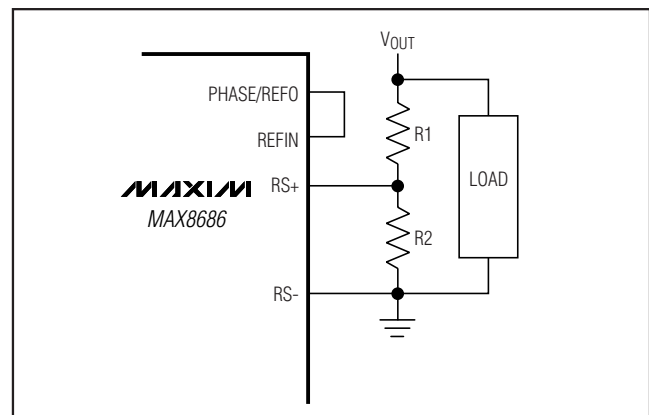 VOUT
PHASE/REFO
R1
REFIN
LOAD
MAXIM
RS+
MAX8686
R2
RS-